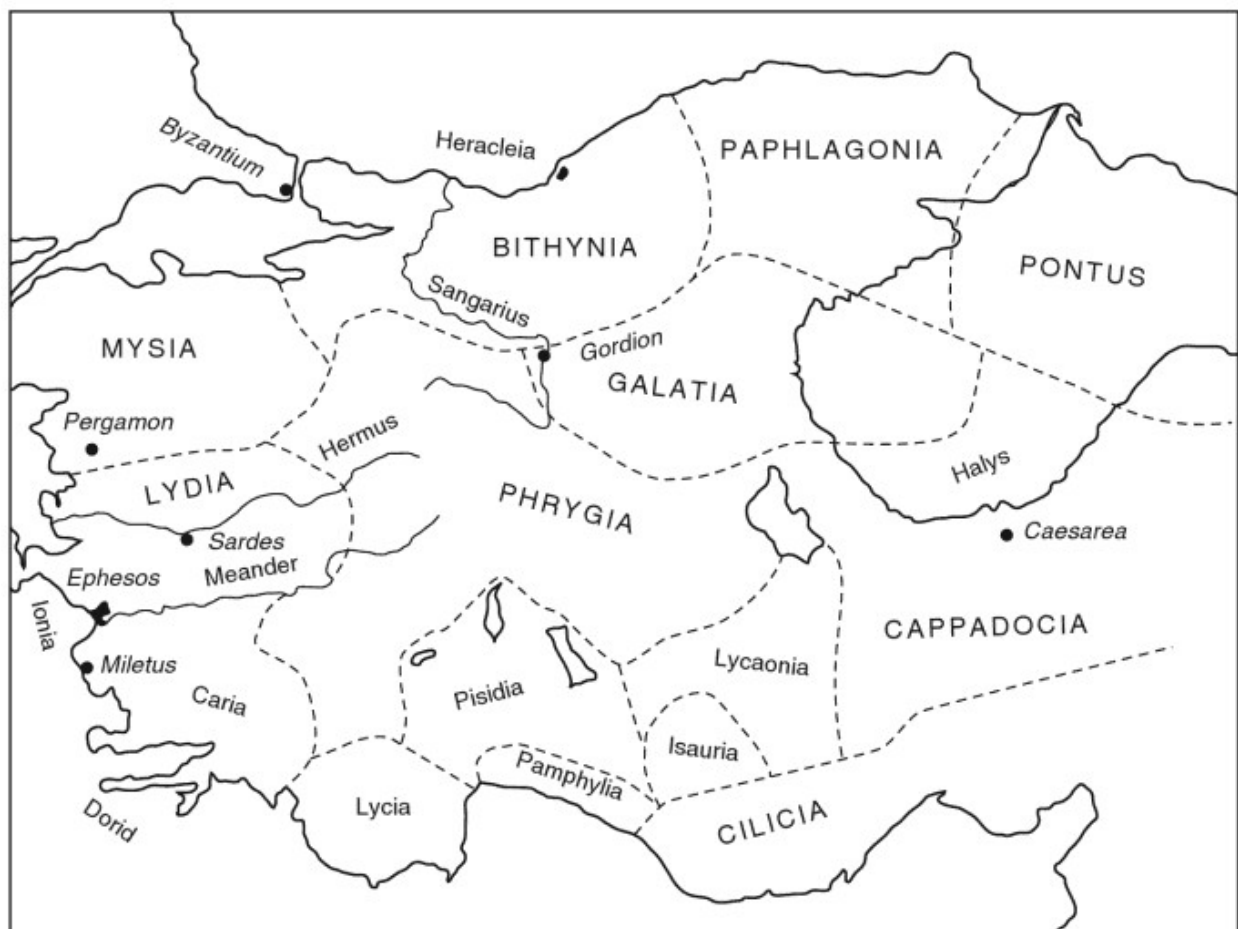 Byzantium
Heracleia
PAPHLAGONIA
BITHYNIA
PONTUS
Sangarius
MYSIA
Gordion
GALATIA
Pergamon
Hermus
Halys
LYDIA
PHRYGIA
Sardes
Caesarea
Ephesos
Meander
Ionia
CAPPADOCIA
Miletus
Lycaonia
Caria
Pisidia
Isauria
Pamphylia
Lycia
Dorid
CILICIA